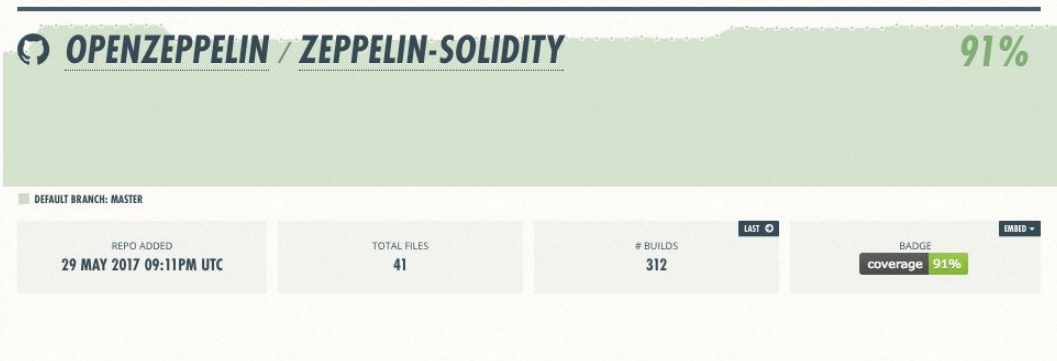 OPENZEPPELIN / ZEPPELIN-SOLIDITY
91%
DEFAULT BRANCH: MASTER
REPO ADDED
29 MAY 2017 09:11PM UTC
TOTAL FILES
41
LAST
# BUILDS
312
EMBED
BADGE
coverage 91%